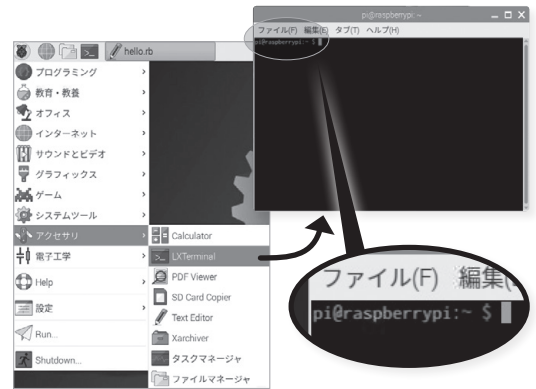 pi@raspberrypi: ~
ファイル(F) 編集(E) タブ(T) ヘルプ(H)
pi@raspberrypi:~ $
hello.rb
プログラミング
教育・教養
オフィス
インターネット
サウンドとビデオ
グラフィックス
ゲーム
システムツール
アクセサリ
電子工学
Help
設定
Run...
Shutdown...
Calculator
LXTerminal
PDF Viewer
SD Card Copier
Text Editor
Xarchiver
タスクマネージャ
ファイルマネージャ
ファイル(F) 編集(
pi@raspberrypi:~ $